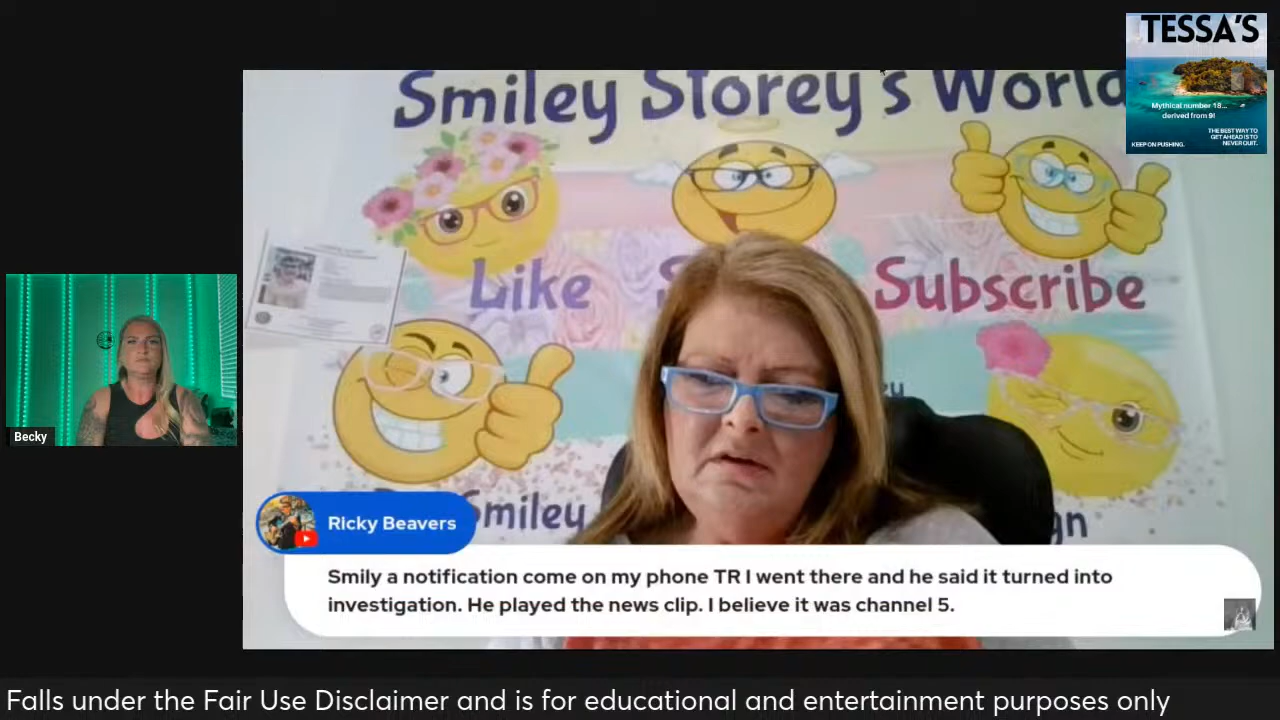 TESSA'S
Mythical number 18...
derived from 9!
THE BEST WAY TO
GET AHEAD IS TO
NEVER QUIT.
KEEP ON PUSHING.
Smiley Storey's World
Like
Subscribe
Becky
Smiley
Ricky Beavers
Smily a notification come on my phone TR I went there and he said it turned into
investigation. He played the news clip. I believe it was channel 5.
Falls under the Fair Use Disclaimer and is for educational and entertainment purposes only